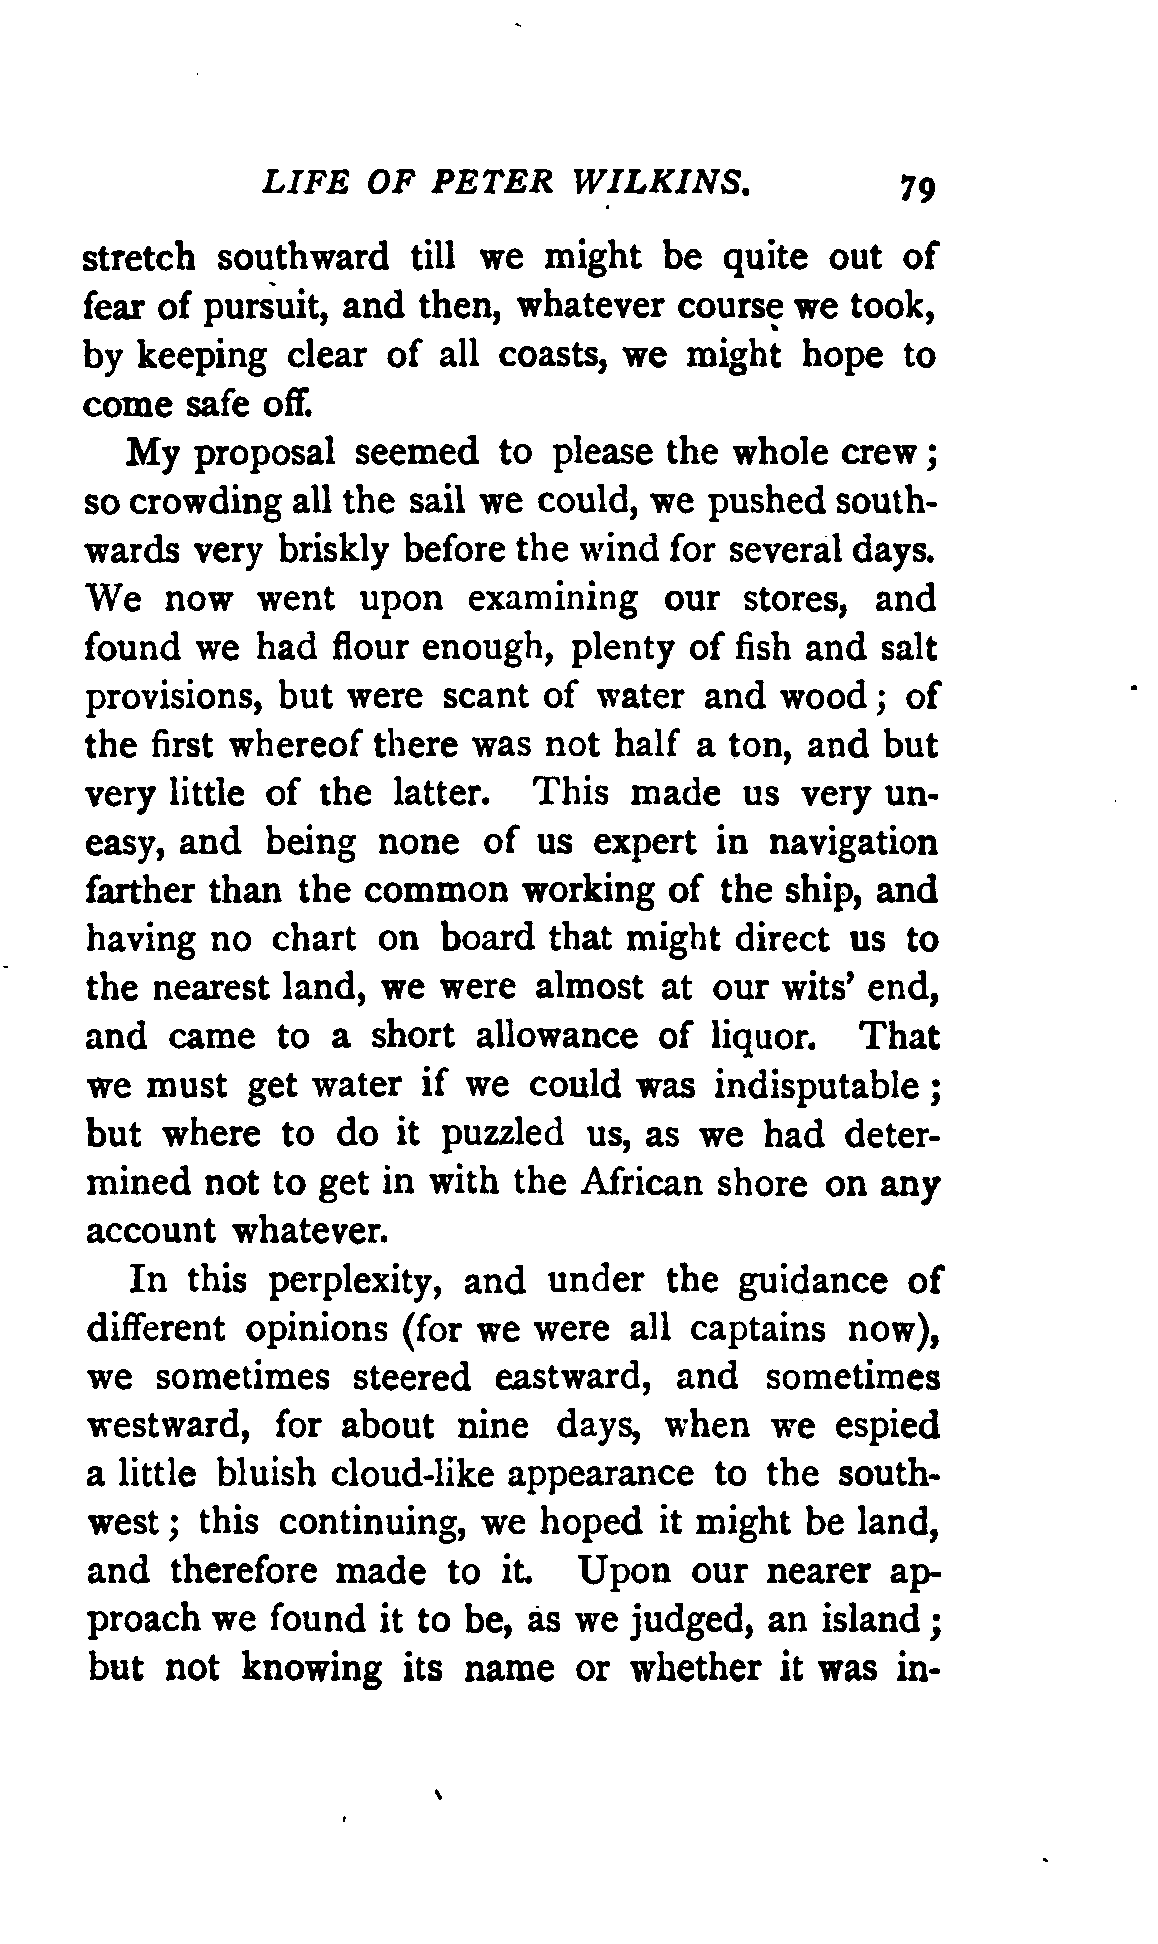 LIFE OF PETER WILKINS. 79
stretch southward till we might be quite out of
fear of pursuit, and then, whatever course we took,
by keeping clear of all coasts, we might hope to
come safe off.
My proposal seemed to please the whole crew ;
so crowding all the sail we could, we pushed south-
wards very briskly before the wind for several days.
We now went upon examining our stores, and
found we had flour enough, plenty of fish and salt
provisions, but were scant of water and wood ; of
the first whereof there was not half a ton, and but
very little of the latter. This made us very un-
easy, and being none of us expert in navigation
farther than the common working of the ship, and
having no chart on board that might direct us to
the nearest land, we were almost at our wits' end,
and came to a short allowance of liquor. That
we must get water if we could was indisputable ;
but where to do it puzzled us, as we had deter-
mined not to get in with the African shore on any
account whatever.
In this perplexity, and under the guidance of
different opinions (for we were all captains now),
we sometimes steered eastward, and sometimes
westward, for about nine days, when we espied
a little bluish cloud-like appearance to the south-
west ; this continuing, we hoped it might be land,
and therefore made to it. Upon our nearer ap-
proach we found it to be, as we judged, an island ;
but not knowing its name or whether it was in-